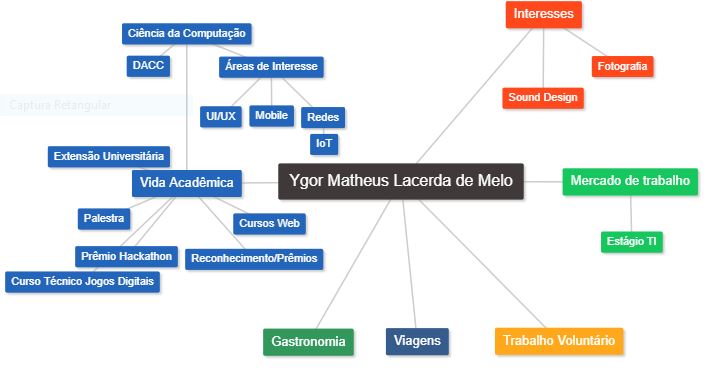 Interesses
Ciência da Computação
DACC
Áreas de Interesse
Fotografia
Sound Design
Captura Retangular
UI/UX
Mobile
Redes
IoT
Extensão Universitária
Vida Acadêmica
Ygor Matheus Lacerda de Melo
Mercado de trabalho
Palestra
Cursos Web
Estágio TI
Prêmio Hackathon
Reconhecimento/Prêmios
Curso Técnico Jogos Digitais
Gastronomia
Viagens
Trabalho Voluntário